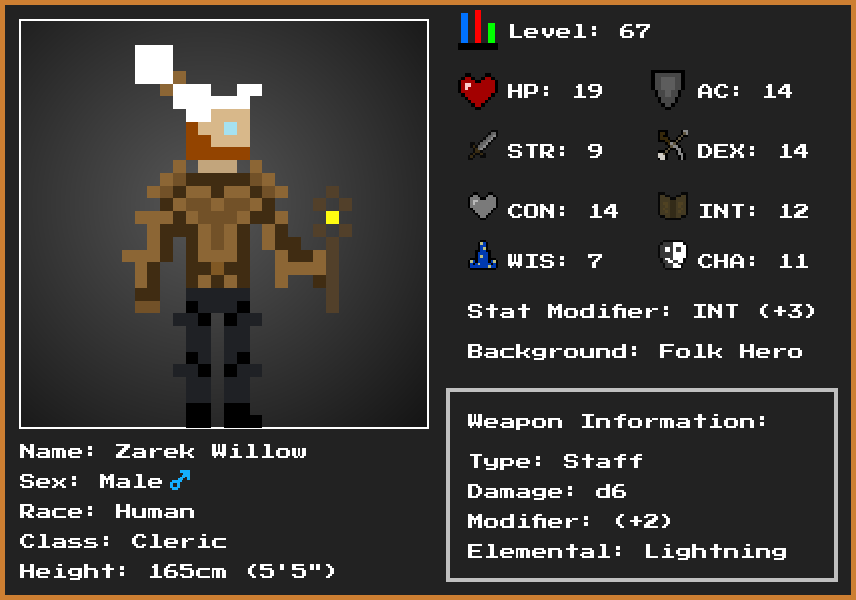 Level: 67
HP: 19
AC: 14
STR: 9
DEX: 14
CON: 14
INT: 12
WIS: 7
CHA: 11
Stat Modifier: INT (+3)
Background: Folk Hero
Name: Zarek Willow
Sex: Male♂
Race: Human
Class: Cleric
Height: 165cm (5'5")
Weapon Information:
Type: Staff
Damage: d6
Modifier: (+2)
Elemental: Lightning